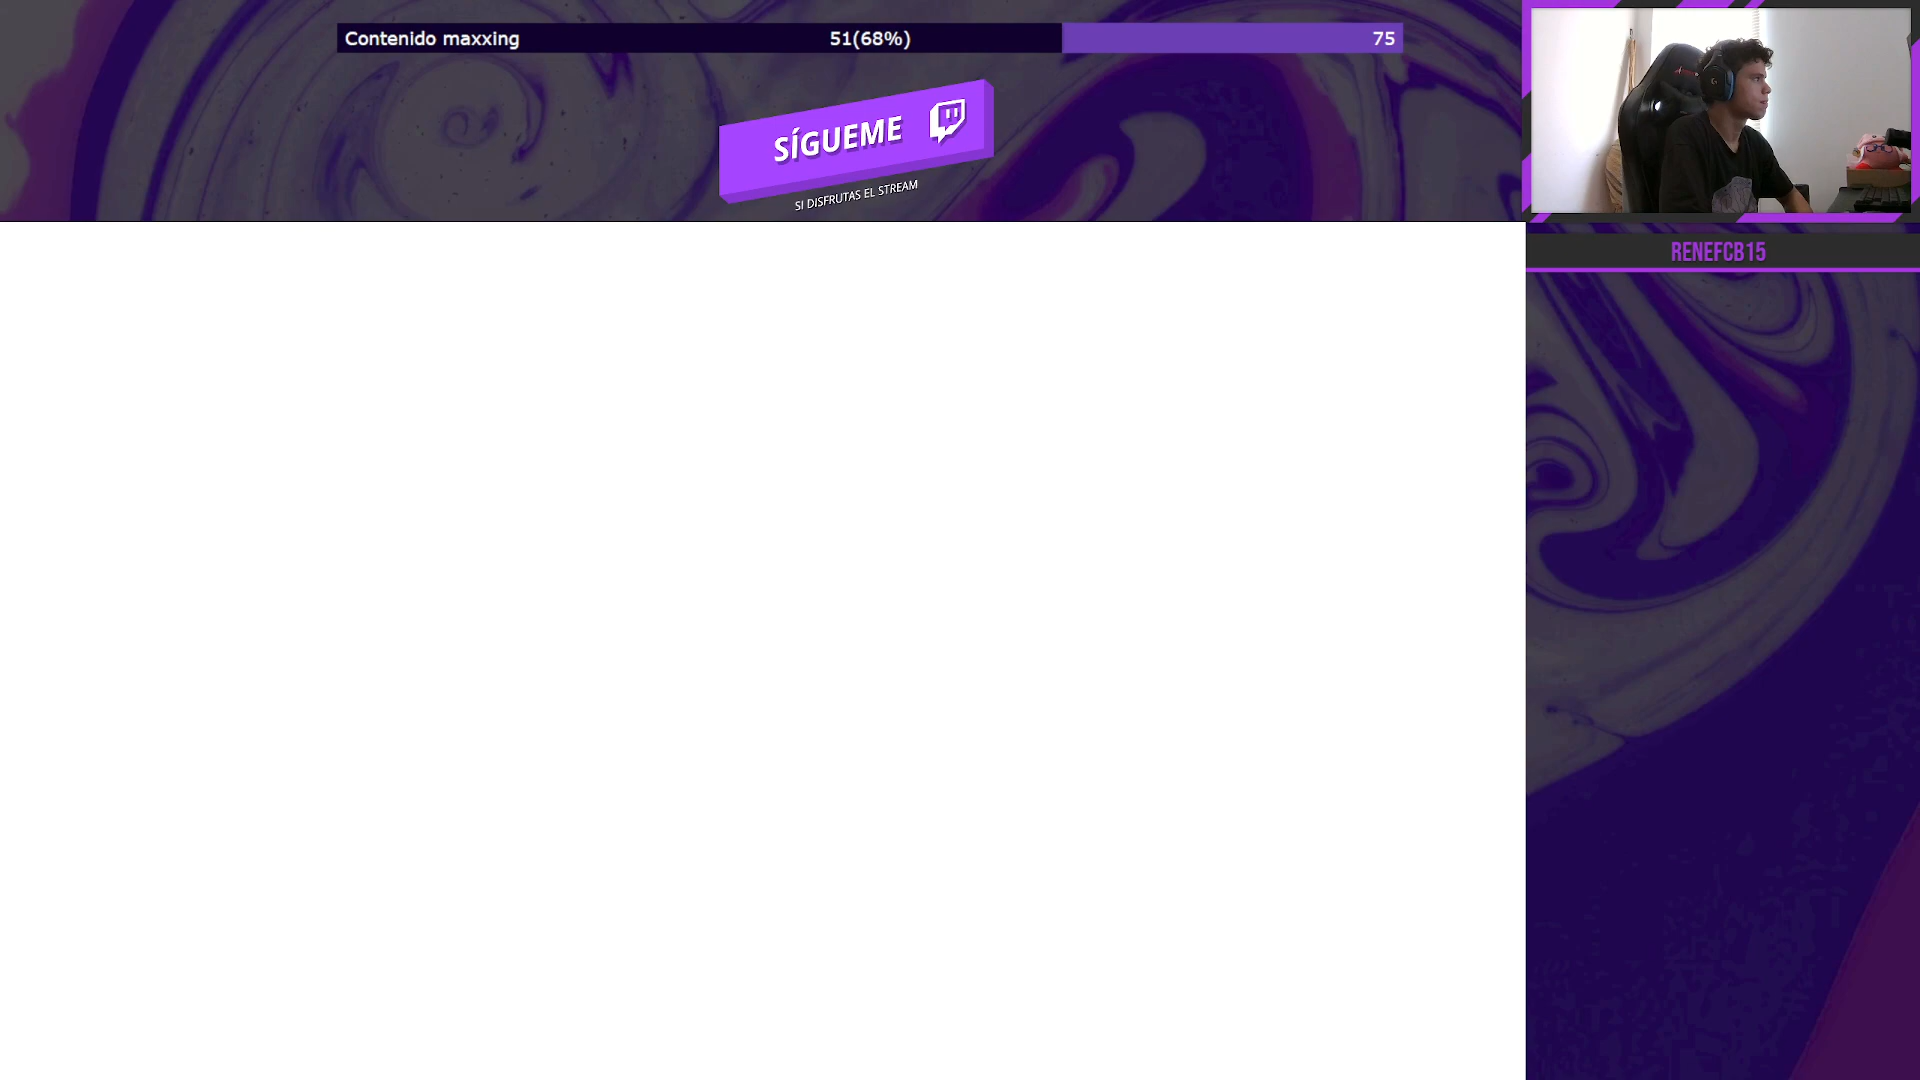 Contenido maxxing 51(68%) 75
SÍGUEME
SI DISFRUTAS EL STREAM
RENEFCB15